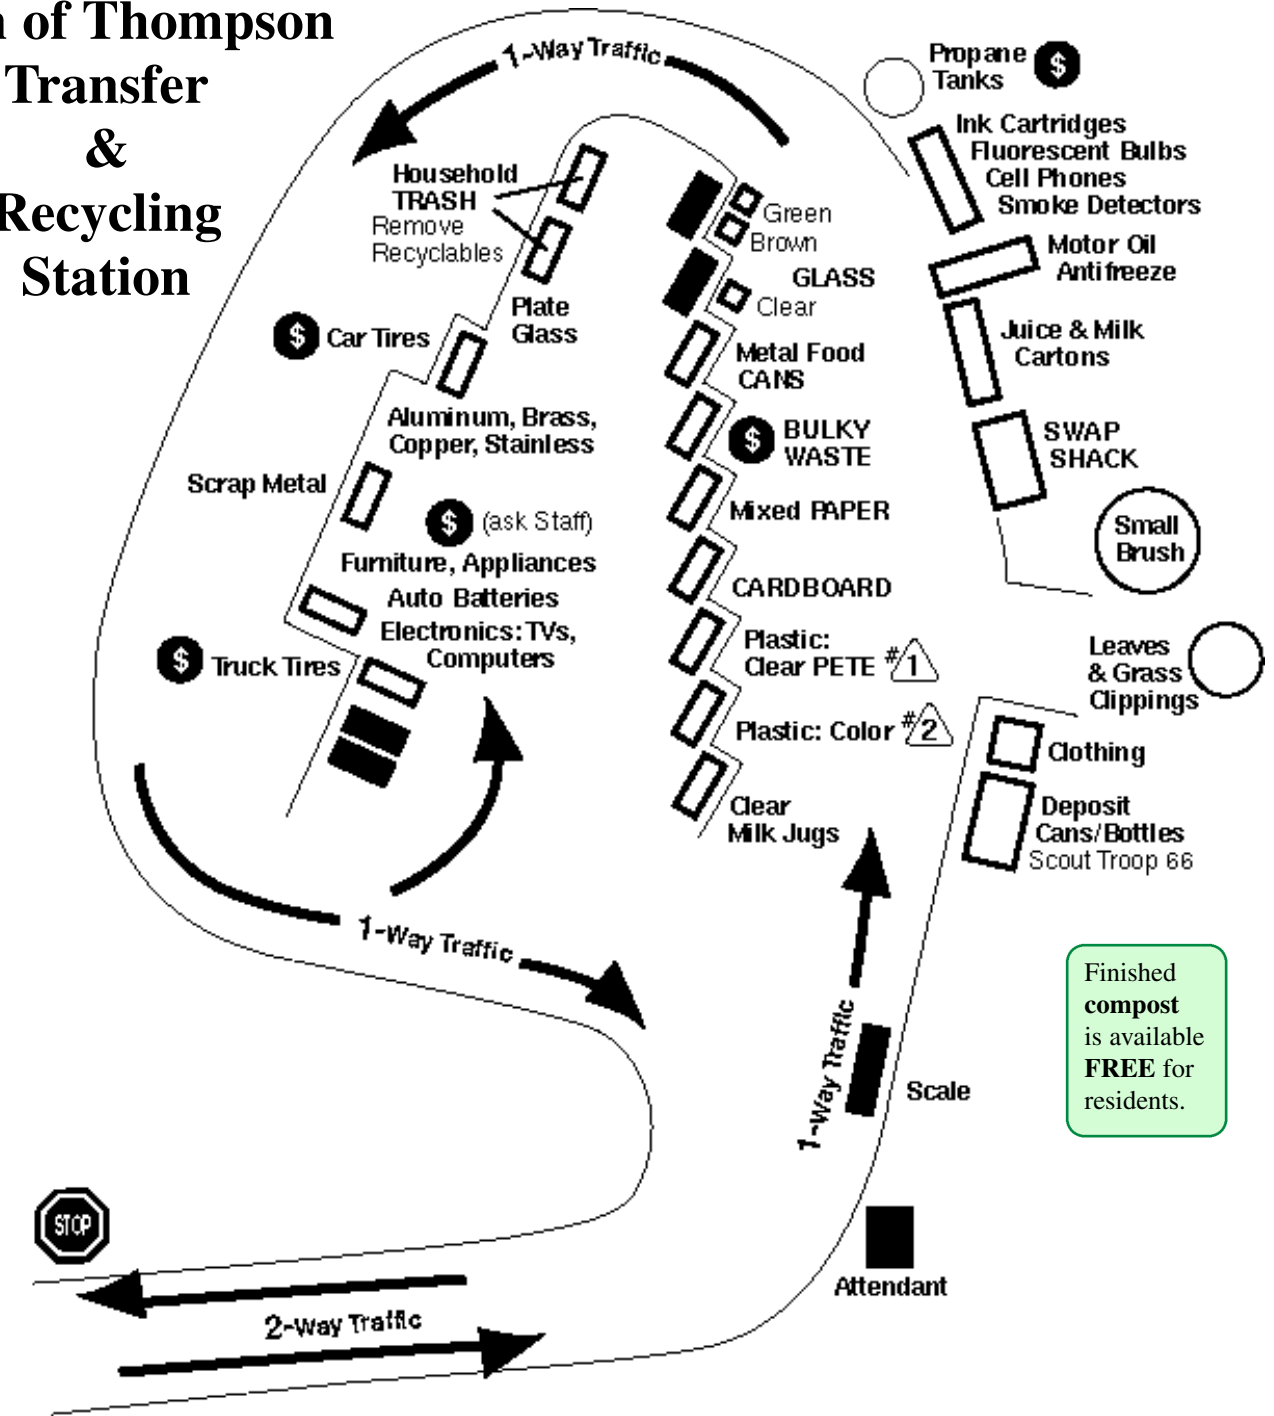 of Thompson
Transfer
&
Recycling
Station
1-Way Traffic
Propane
Tanks
$
Ink Cartridges
Fluorescent Bulbs
Cell Phones
Smoke Detectors
Household
TRASH
Remove
Recyclables
Green
Brown
GLASS
Clear
Motor Oil
Antifreeze
Plate
Glass
$
Car Tires
Juice & Milk
Cartons
Metal Food
CANS
Aluminum, Brass,
Copper, Stainless
$
BULKY
WASTE
SWAP
SHACK
Scrap Metal
Mixed PAPER
$
(ask Staff)
Small
Brush
Furniture, Appliances
CARDBOARD
Auto Batteries
Electronics: TVs,
Computers
$
Truck Tires
Plastic:
Clear PETE #1
Leaves
& Grass
Clippings
Plastic: Color #2
Clothing
Clear
Milk Jugs
Deposit
Cans/Bottles
Scout Troop 66
1-Way Traffic
1-Way Traffic
Finished
compost
is available
FREE for
residents.
Scale
STOP
Attendant
2-Way Traffic